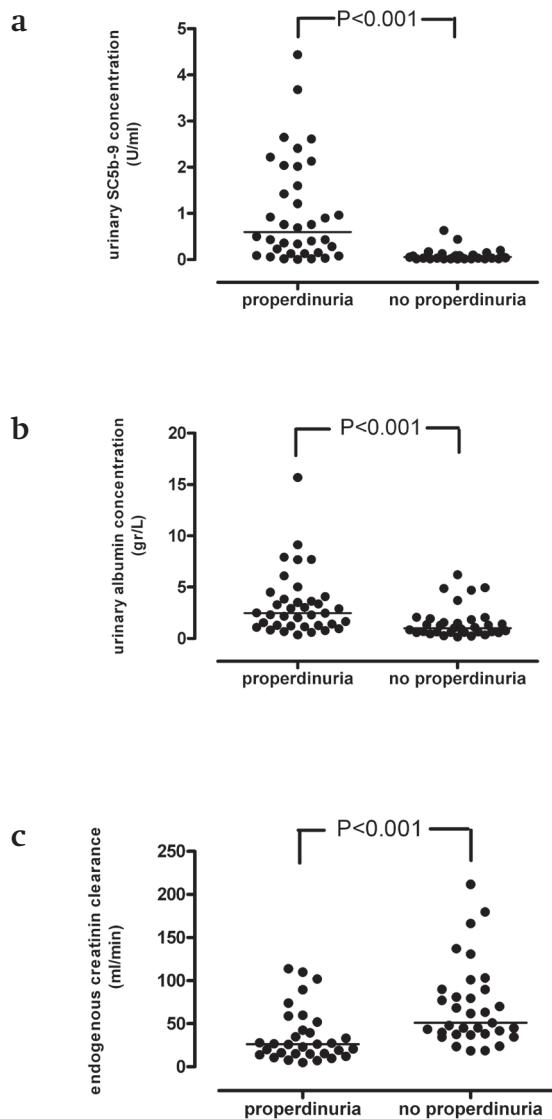 a
P<0.001
urinary SC5b-9 concentration
(U/ml)
5
4
3
2
1
0
properdinuria no properdinuria
b
P<0.001
urinary albumin concentration
(gr/L)
20
15
10
5
0
properdinuria no properdinuria
c
P<0.001
endogenous creatinin clearance
(ml/min)
250
200
150
100
50
0
properdinuria no properdinuria